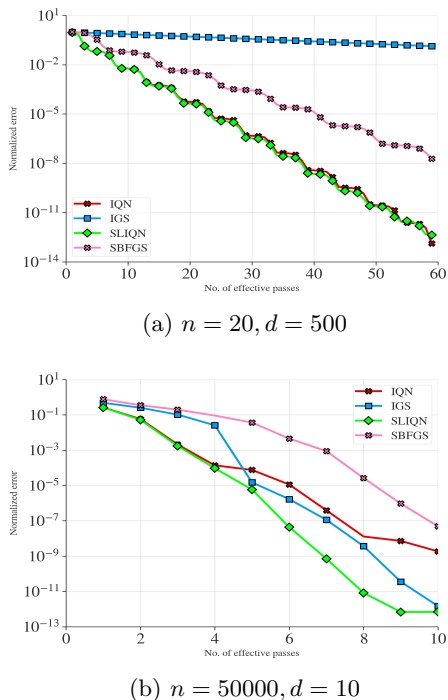 10^1
10^−2
10^−5
10^−8
10^−11
10^−14
Normalized error
IQN
IGS
SLIQN
SBFGS
0 10 20 30 40 50 60
No. of effective passes
(a) n = 20, d = 500
10^1
10^−1
10^−3
10^−5
10^−7
10^−9
10^−11
10^−13
Normalized error
IQN
IGS
SLIQN
SBFGS
0 2 4 6 8 10
No. of effective passes
(b) n = 50000, d = 10